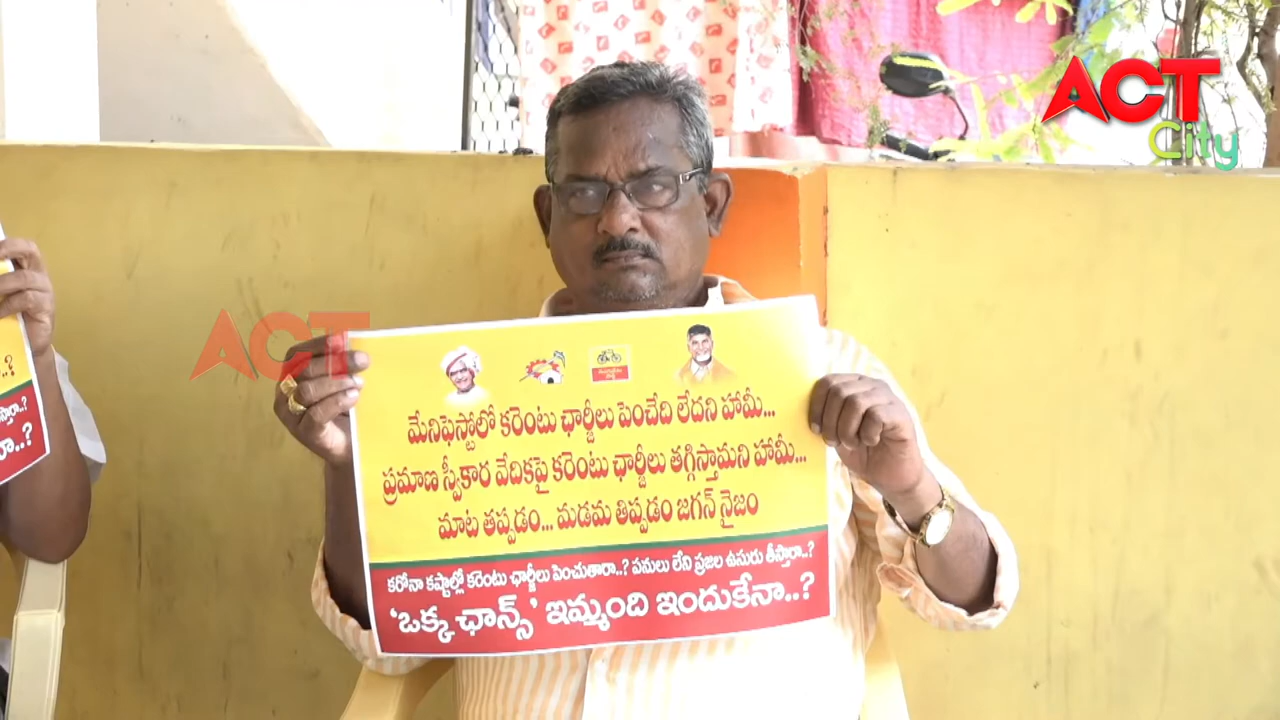 ACT
City
ACT
తెలుగుదేశం
మేనిఫెస్టోలో కరెంటు ఛార్జీలు పెంచేది లేదని హామీ...
ప్రమాణ స్వీకార వేదికపై కరెంటు ఛార్జీలు తగ్గిస్తామని హామీ...
మాట తప్పడం... మడమ తిప్పడం జగన్ నైజం
కరోనా కష్టాల్లో కరెంటు ఛార్జీలు పెంచుతారా..? పనులు లేని ప్రజల ఉసురు తీస్తారా..?
‘ఒక్క ఛాన్స్’ ఇమ్మంది ఇందుకేనా..?